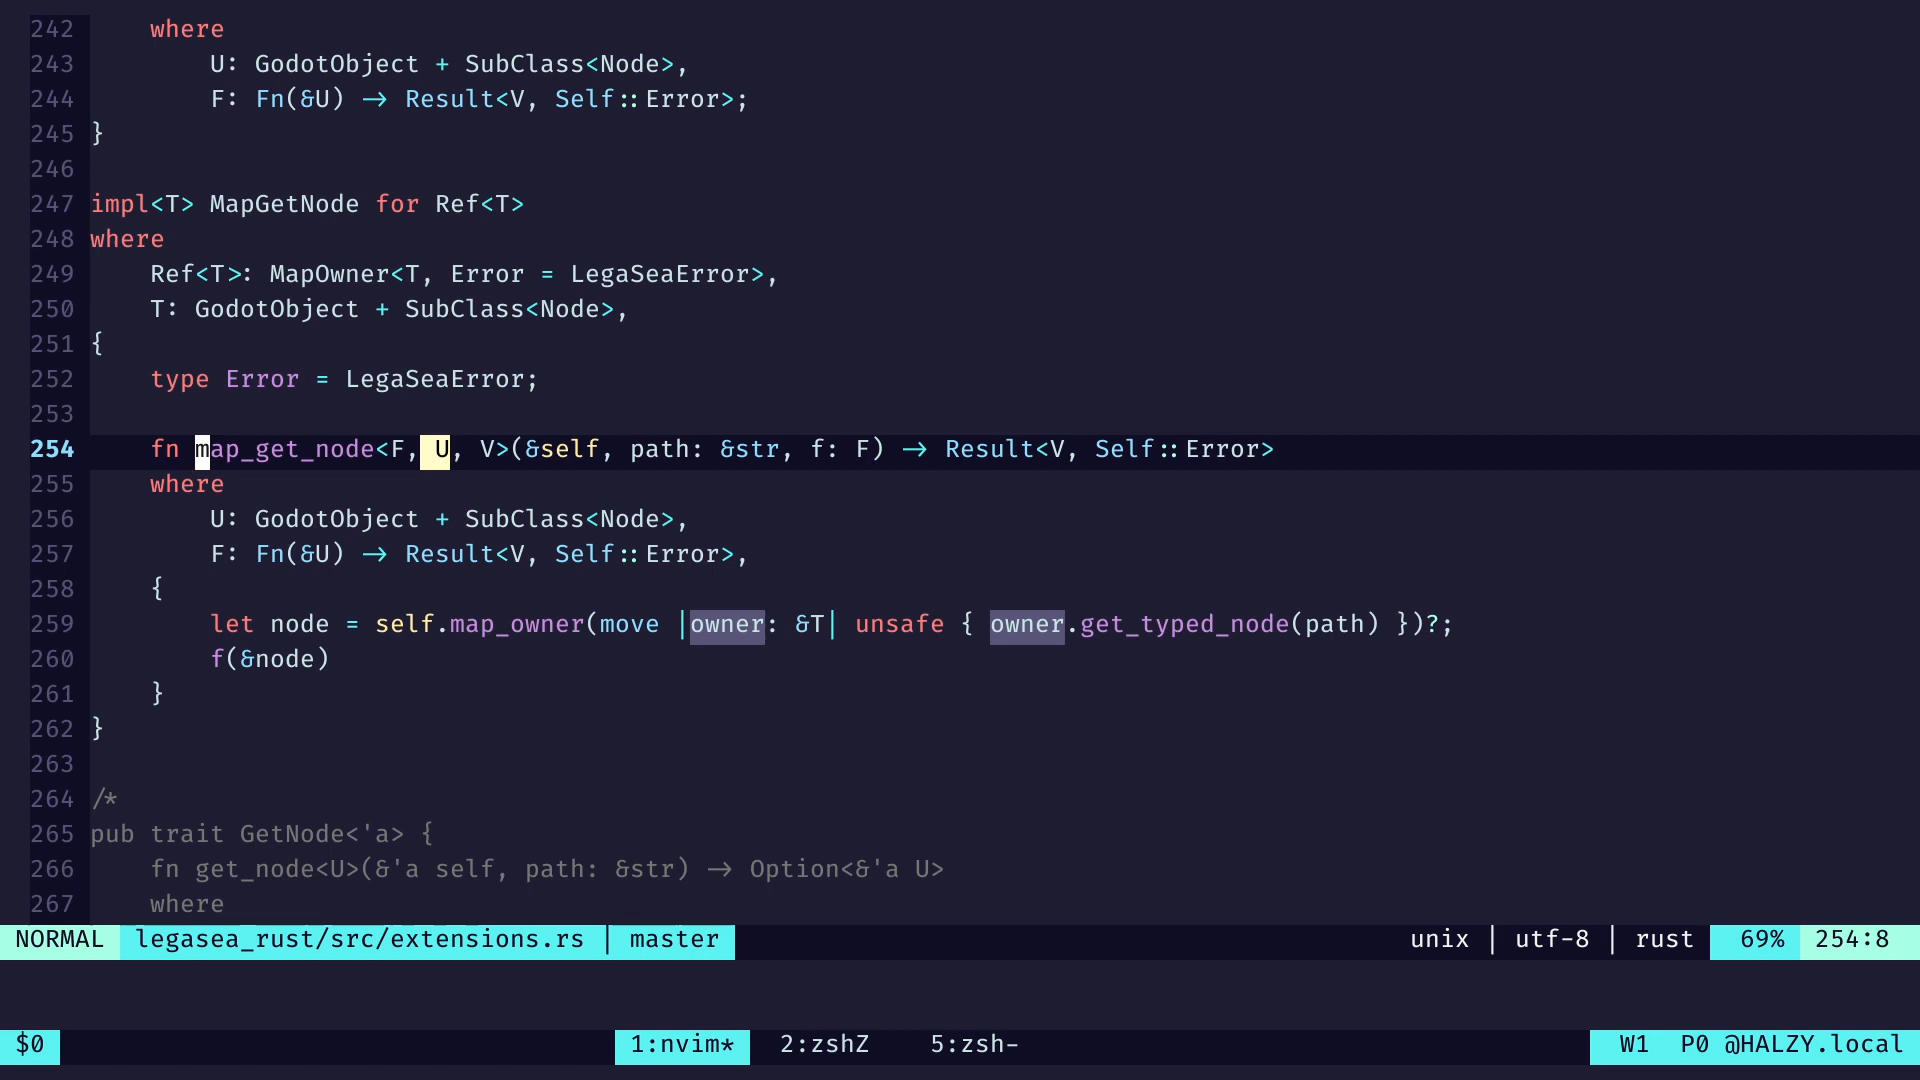 242     where
243         U: GodotObject + SubClass<Node>,
244         F: Fn(&U) -> Result<V, Self::Error>;
245 }
246
247 impl<T> MapGetNode for Ref<T>
248 where
249     Ref<T>: MapOwner<T, Error = LegaSeaError>,
250     T: GodotObject + SubClass<Node>,
251 {
252     type Error = LegaSeaError;
253
254     fn map_get_node<F, U, V>(&self, path: &str, f: F) -> Result<V, Self::Error>
255     where
256         U: GodotObject + SubClass<Node>,
257         F: Fn(&U) -> Result<V, Self::Error>,
258     {
259         let node = self.map_owner(move |owner: &T| unsafe { owner.get_typed_node(path) })?;
260         f(&node)
261     }
262 }
263
264 /*
265 pub trait GetNode<'a> {
266     fn get_node<U>(&'a self, path: &str) -> Option<&'a U>
267     where
NORMAL legasea_rust/src/extensions.rs | master unix | utf-8 | rust 69% 254:8
$0 1:nvim* 2:zshZ 5:zsh- W1 P0 @HALZY.local